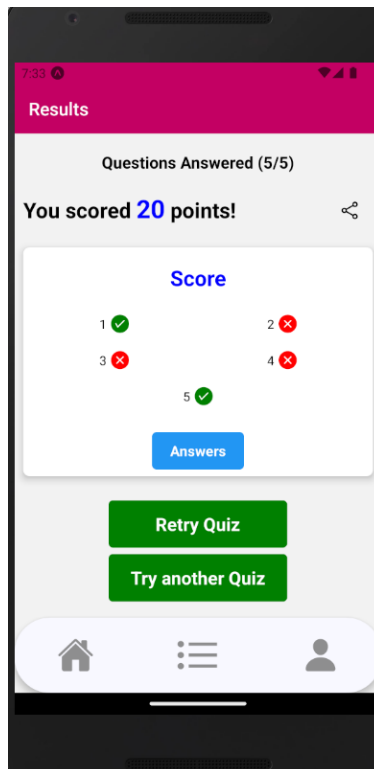 7:33
Results
Questions Answered (5/5)
You scored 20 points!
Score
1 2
3 4
5
Answers
Retry Quiz
Try another Quiz